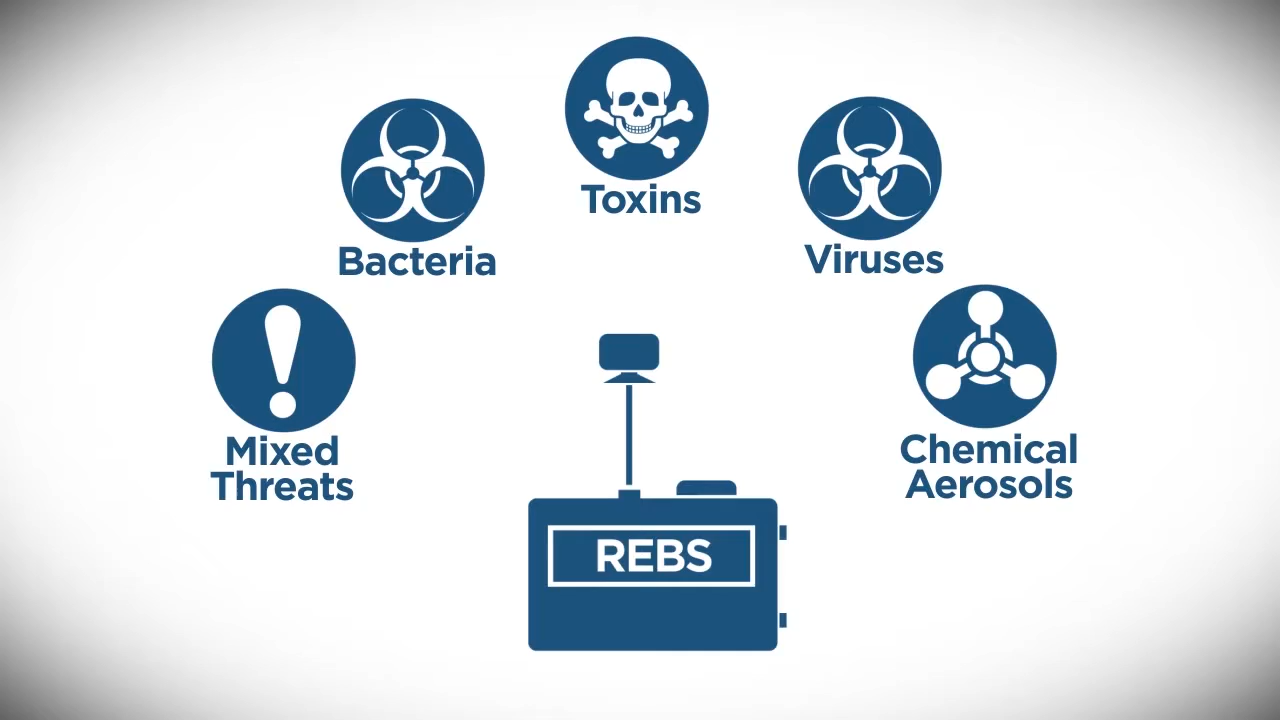 Toxins
Bacteria
Viruses
Mixed
Threats
Chemical
Aerosols
REBS